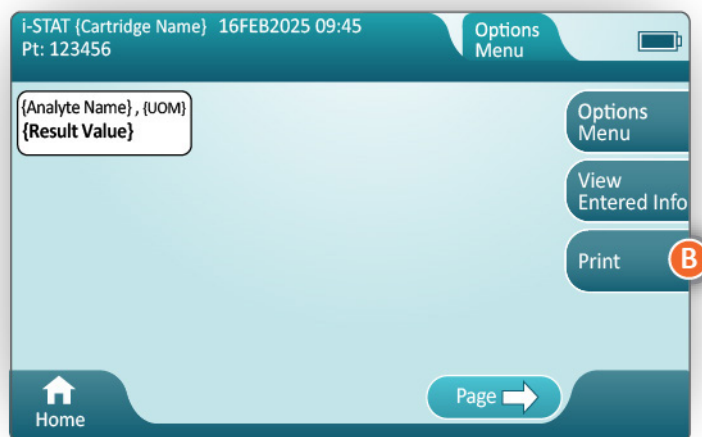 i-STAT {Cartridge Name} 16FEB2025 09:45
Pt: 123456
Options
Menu
{Analyte Name} , {UOM}
{Result Value}
Options
Menu
View
Entered Info
Print
B
Page
Home